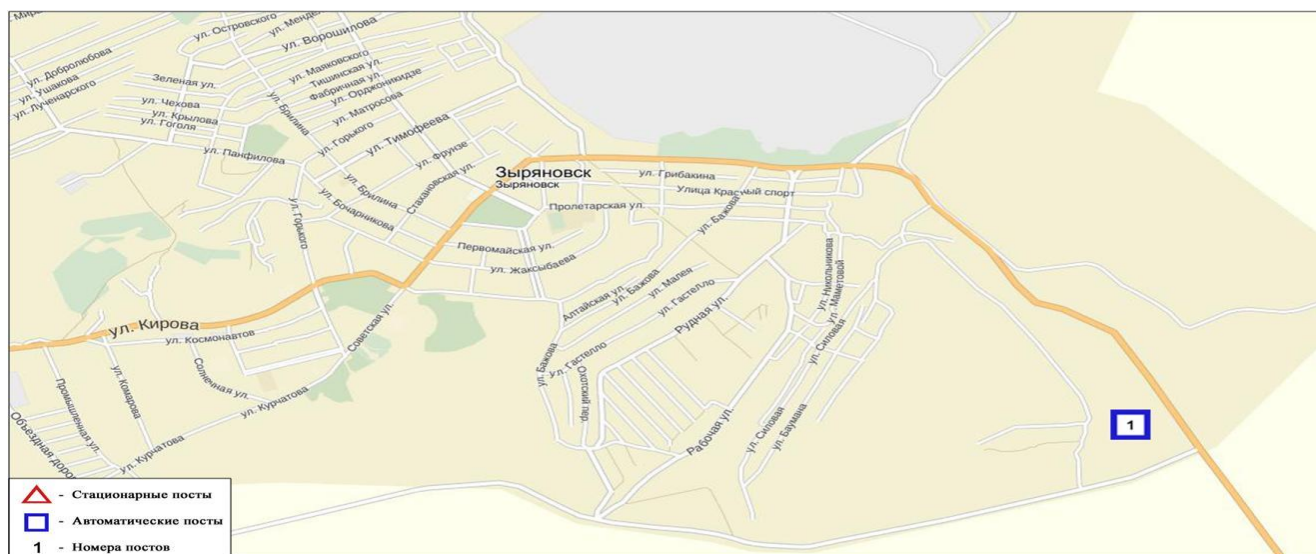 ул. Островского
ул. Ворошилова
ул. Добролюбова
ул. Ушакова
ул. Лученарского
Зеленая ул.
ул. Чехова
ул. Крылова
ул. Гоголя
ул. Панфилова
ул. Маяковского
Тишинская ул.
Фабричная ул.
ул. Орджоникидзе
ул. Матросова
ул. Горького
ул. Тимофеева
ул. Фрунзе
ул. Брилина
ул. Брилина
ул. Бочарникова
Стахановская ул.
Зыряновск
Зыряновск
ул. Грибакина
Улица Красный спорт
Пролетарская ул.
ул. Бажова
ул. Горького
Первомайская ул.
ул. Жаксыбаева
ул. Бажова
ул. Малея
Алтайская ул.
ул. Гастелло
Рудная ул.
ул. Никольникова
ул. Маметовой
ул. Силовая
ул. Кирова
ул. Космонавтов
Советская ул.
ул. Гастелло
ул. Бажова
Охотский пер.
Солнечная ул.
ул. Комарова
Промышленная ул.
ул. Курчатова
ул. Курчатова
Рабочая ул.
ул. Силовая
ул. Баумана
1
- Стационарные посты
- Автоматические посты
1 - Номера постов